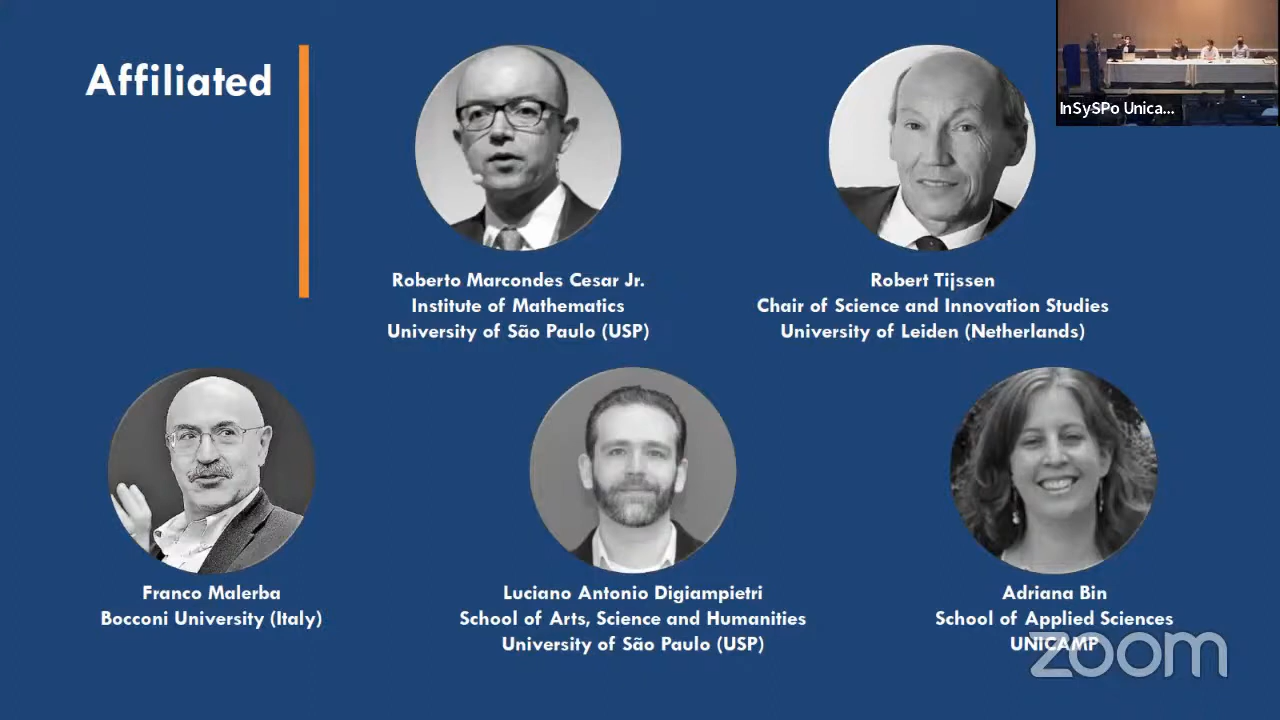 Affiliated
InSySPo Unica...
Roberto Marcondes Cesar Jr.
Institute of Mathematics
University of São Paulo (USP)
Robert Tijssen
Chair of Science and Innovation Studies
University of Leiden (Netherlands)
Franco Malerba
Bocconi University (Italy)
Luciano Antonio Digiampietri
School of Arts, Science and Humanities
University of São Paulo (USP)
Adriana Bin
School of Applied Sciences
UNICAMP
zoom